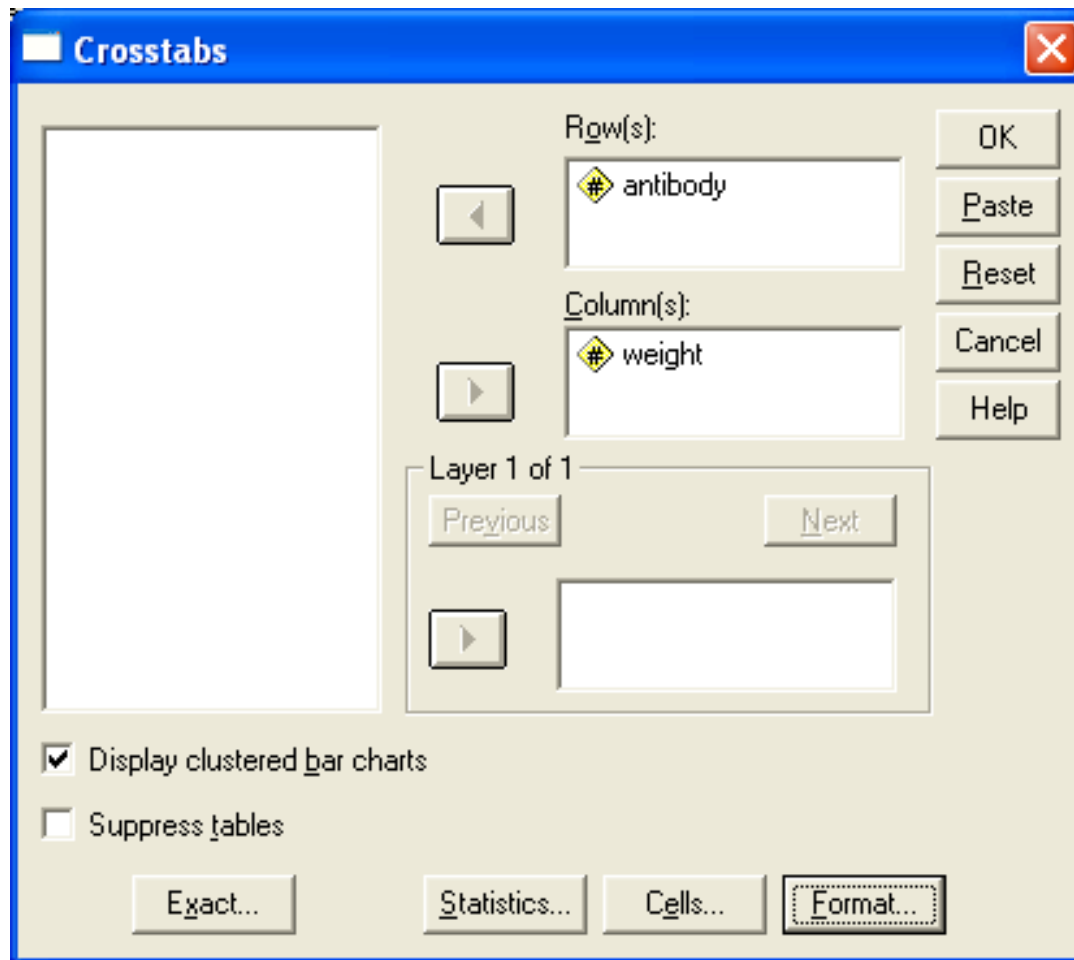 Crosstabs
Row(s):
# antibody
Column(s):
# weight
Layer 1 of 1
Previous
Next
OK
Paste
Reset
Cancel
Help
Display clustered bar charts
Suppress tables
Exact...
Statistics...
Cells...
Format...